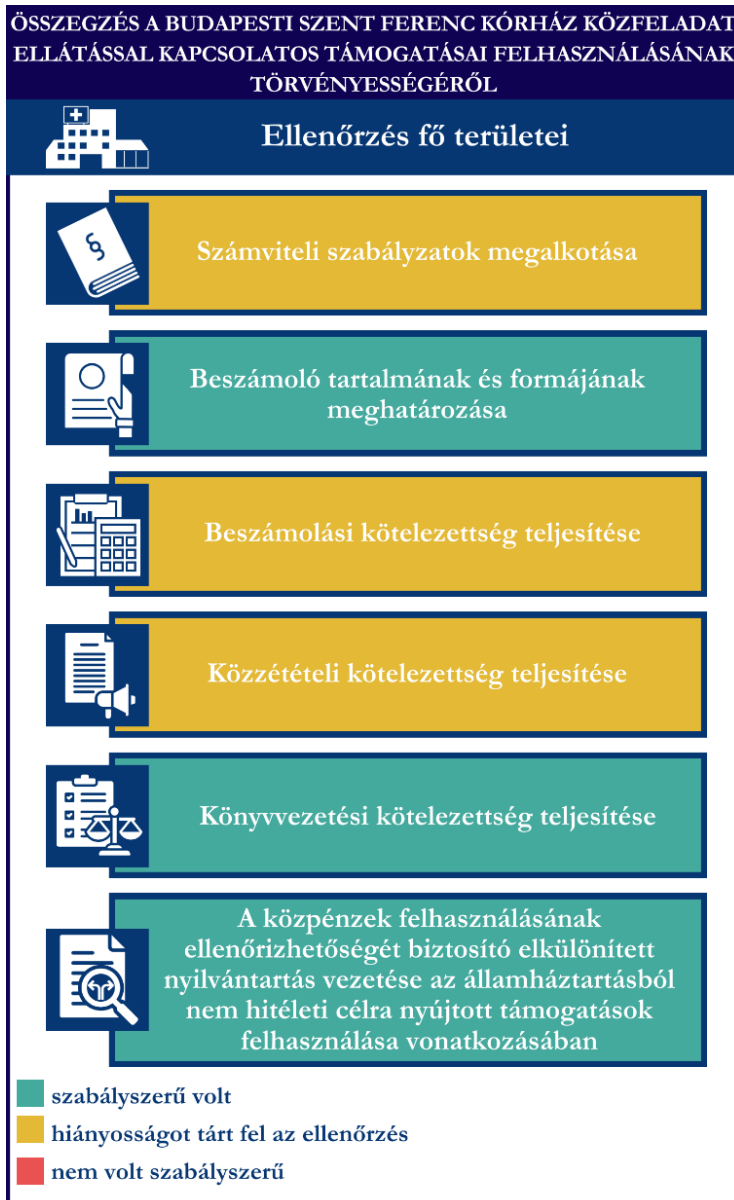 ÖSSZEGZÉS A BUDAPESTI SZENT FERENC KÓRHÁZ KÖZFELADAT
ELLÁTÁSSAL KAPCSOLATOS TÁMOGATÁSAI FELHASZNÁLÁSÁNAK
TÖRVÉNYESSÉGÉRŐL
Ellenőrzés fő területei
§
Számviteli szabályzatok megalkotása
Beszámoló tartalmának és formájának
meghatározása
Beszámolási kötelezettség teljesítése
Közzétételi kötelezettség teljesítése
Könyvvezetési kötelezettség teljesítése
A közpénzek felhasználásának
ellenőrizhetőségét biztosító elkülönített
nyilvántartás vezetése az államháztartásból
nem hitéleti célra nyújtott támogatások
felhasználása vonatkozásában
szabályszerű volt
hiányosságot tárt fel az ellenőrzés
nem volt szabályszerű